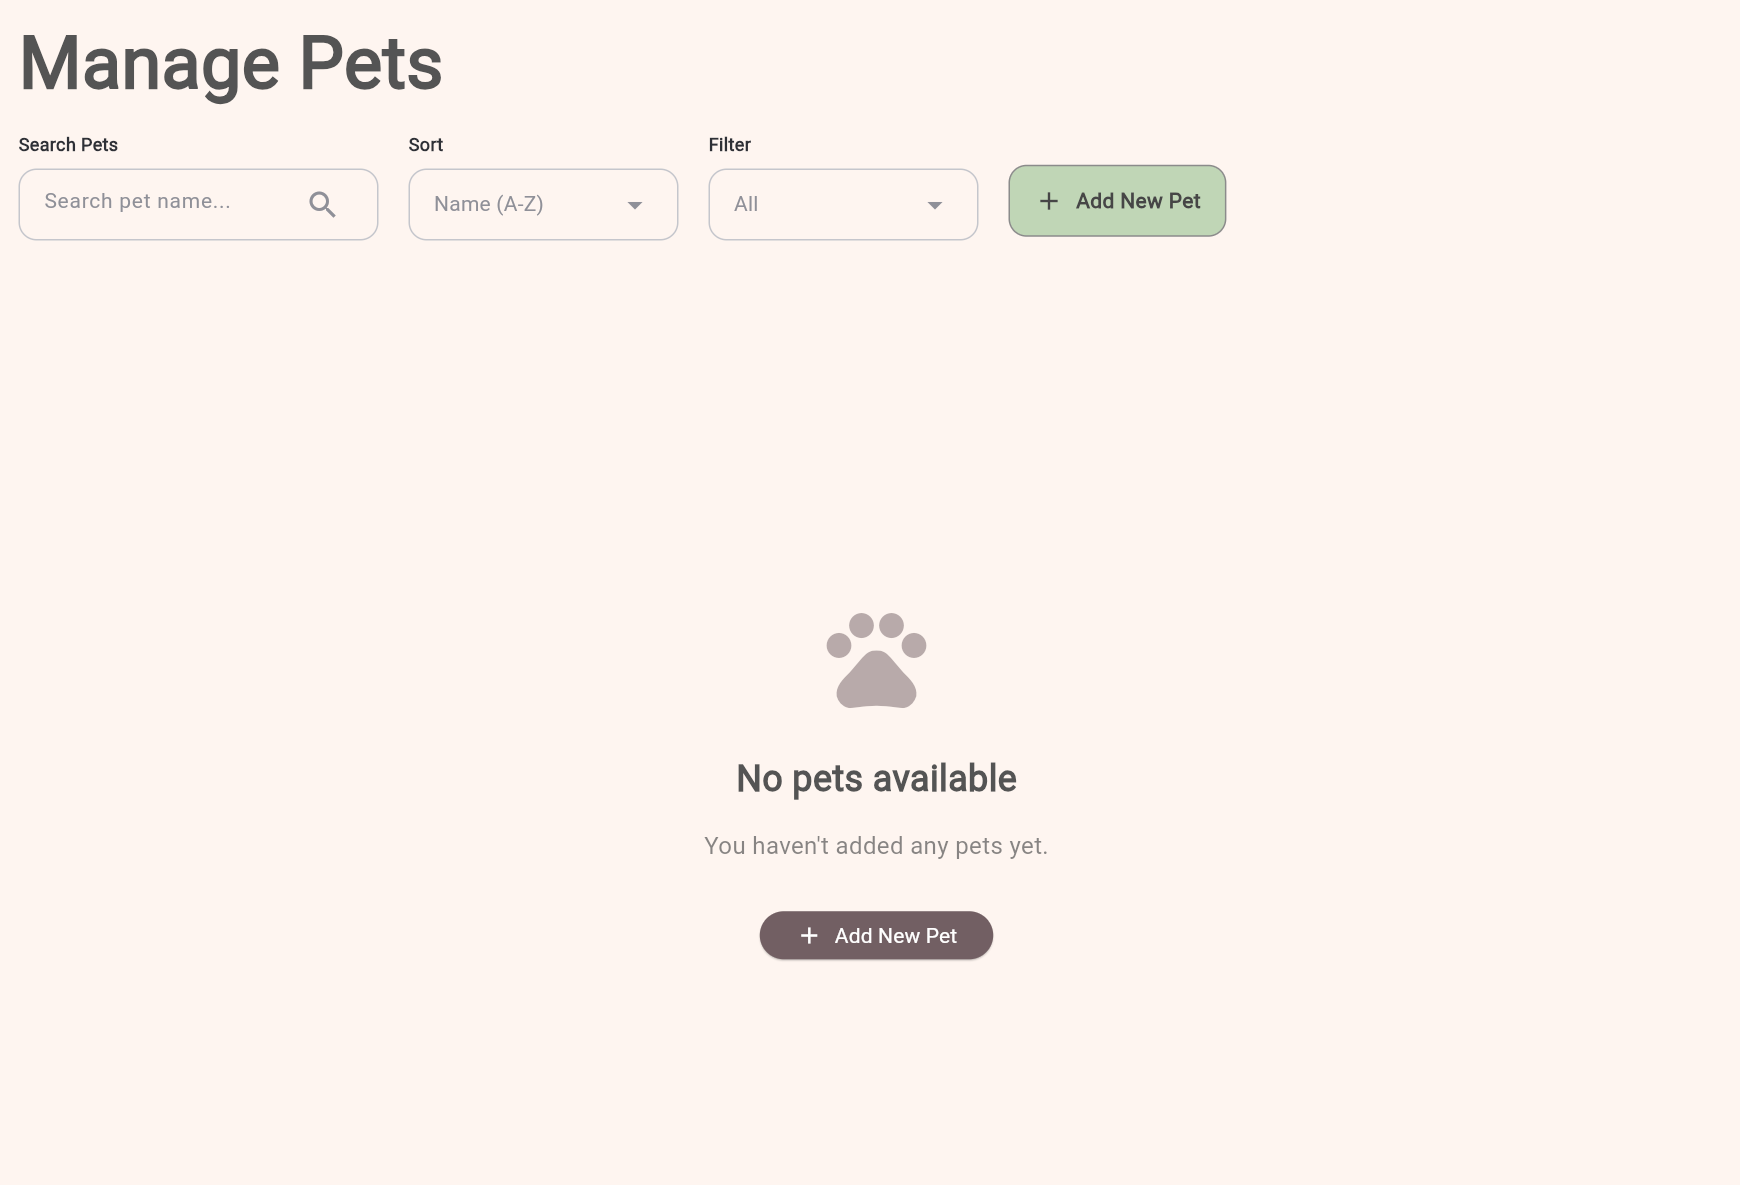 Manage Pets
Search Pets
Sort
Filter
Search pet name...
Name (A-Z)
All
Add New Pet
No pets available
You haven't added any pets yet.
Add New Pet